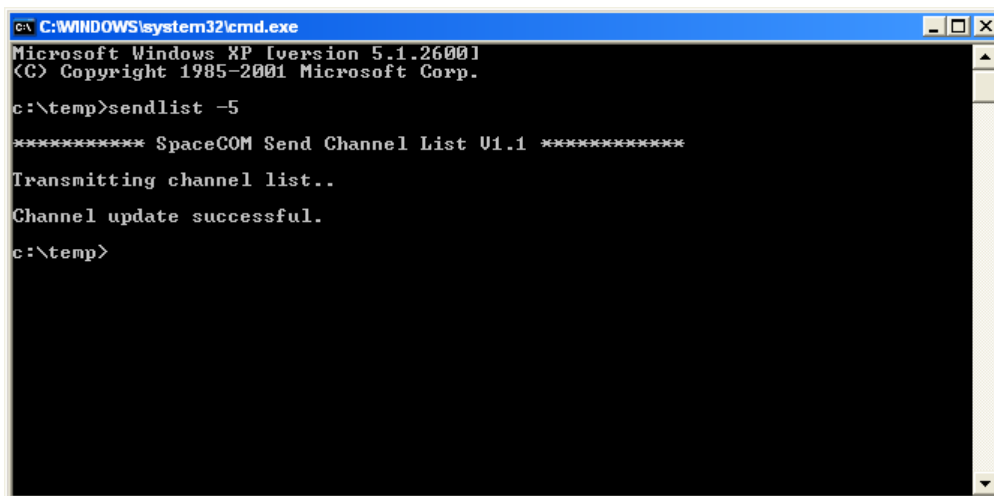 C:\WINDOWS\system32\cmd.exe
Microsoft Windows XP [version 5.1.2600]
(C) Copyright 1985-2001 Microsoft Corp.
c:\temp>sendlist -5
*********** SpaceCOM Send Channel List V1.1 ************
Transmitting channel list..
Channel update successful.
c:\temp>